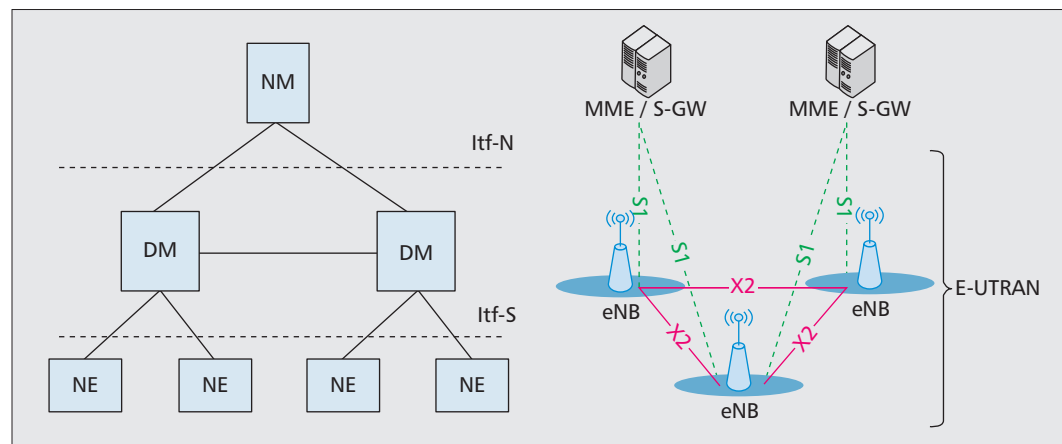 NM
Itf-N
DM
DM
Itf-S
NE
NE
NE
NE
MME / S-GW
MME / S-GW
S1
S1
S1
S1
X2
eNB
eNB
X2
X2
eNB
E-UTRAN